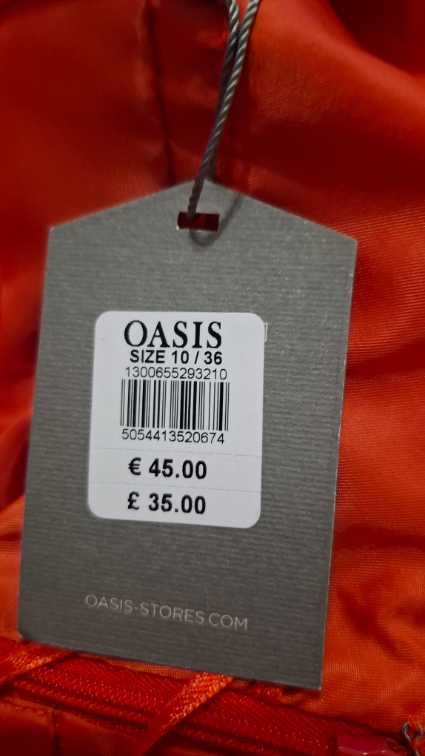 OASIS
SIZE 10 / 36
1300655293210
5054413520674
€ 45.00
£ 35.00
OASIS-STORES.COM